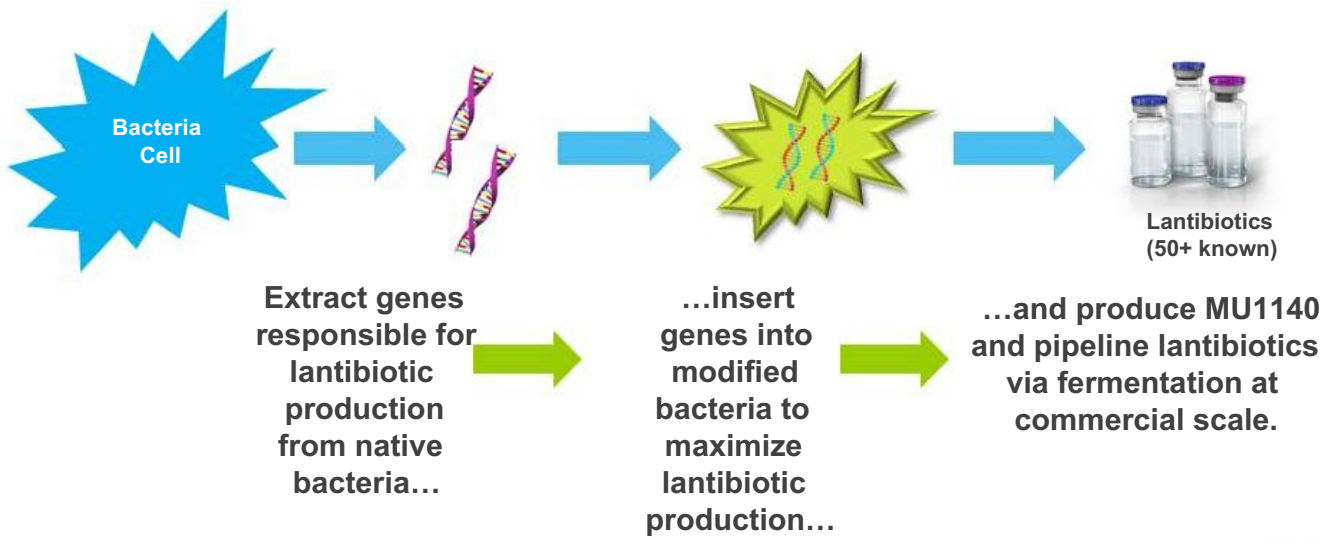 Bacteria
Cell
Lantibiotics
(50+ known)
Extract genes
responsible for
lantibiotic
production
from native
bacteria…
…insert
genes into
modified
bacteria to
maximize
lantibiotic
production…
…and produce MU1140
and pipeline lantibiotics
via fermentation at
commercial scale.